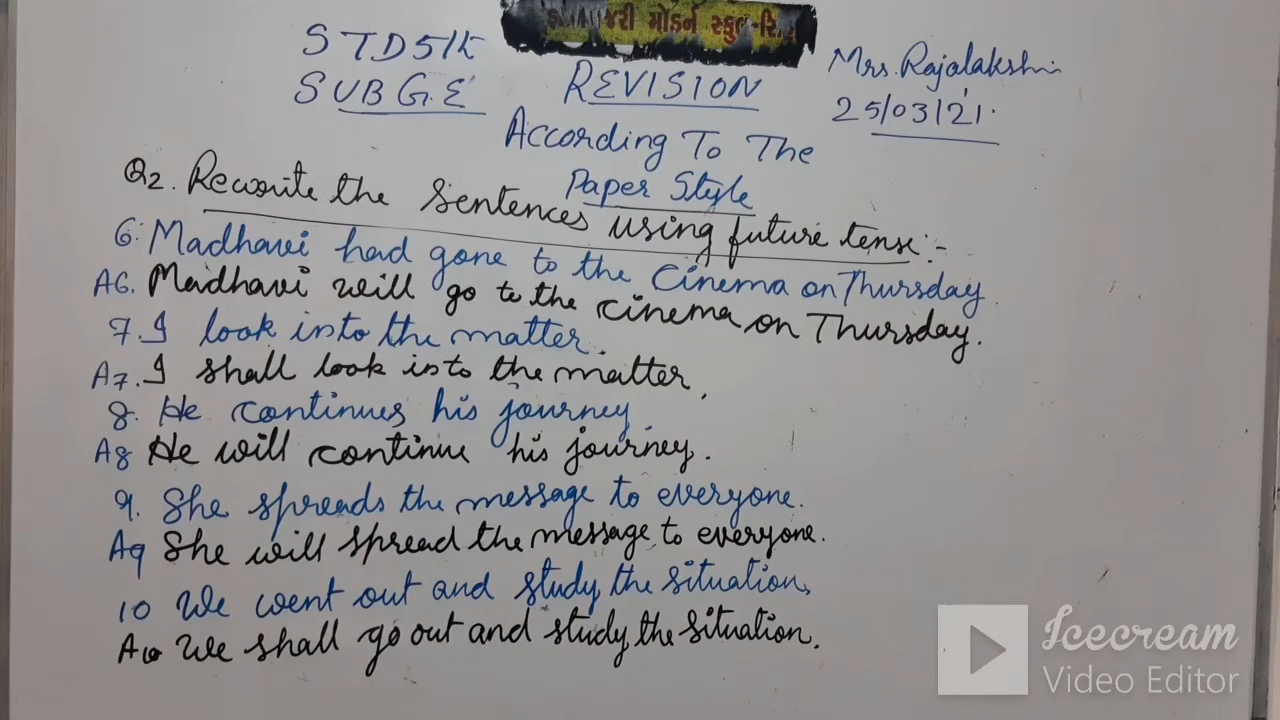 મોડર્ન સ્કુલ
STD 5th
SUB G.E
REVISION
Mrs. Rajalakshmi
25/03/21.
According To The
Paper Style
Q2. Rewrite the Sentences using future tense:-
6. Madhavi had gone to the Cinema on Thursday.
A6. Madhavi will go to the cinema on Thursday.
7. I look into the matter.
A7. I shall look into the matter.
8. He continues his journey.
A8 He will continue his journey.
9. She spreads the message to everyone.
A9 She will spread the message to everyone.
10 We went out and study the situation.
A10 We shall go out and study the situation.
Icecream
Video Editor